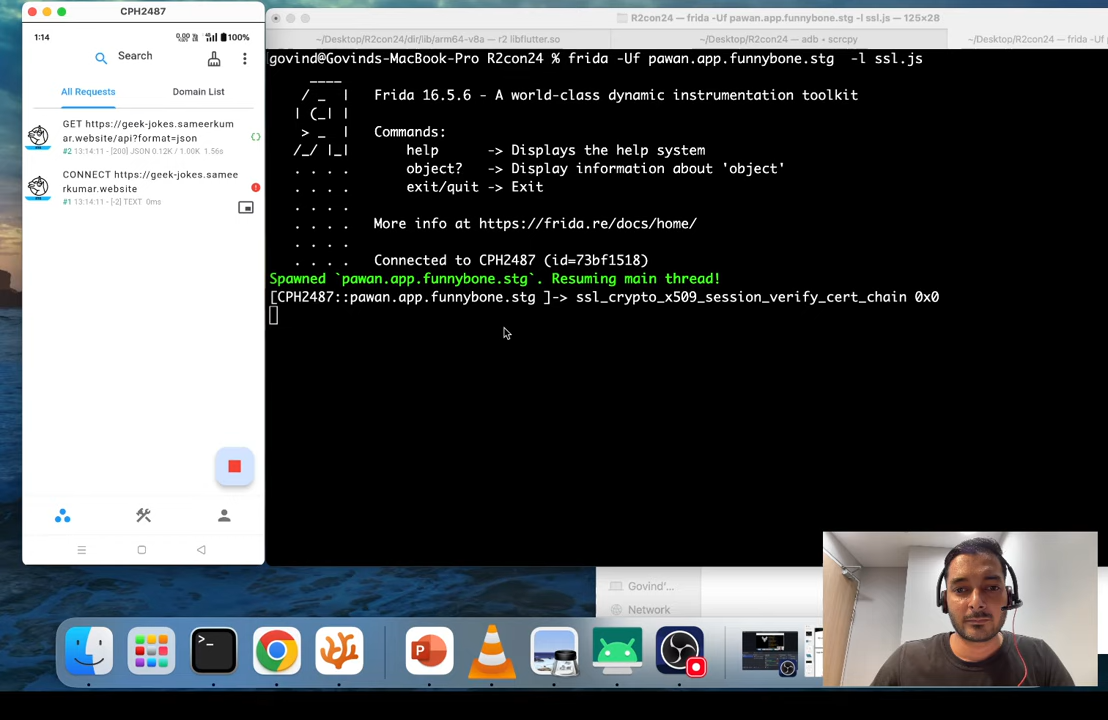 CPH2487
1:14
100%
Search
All Requests
Domain List
GET https://geek-jokes.sameerkum
ar.website/api?format=json
#2 13:14:11 - [200] JSON 0.12K / 1.00K 1.56s
CONNECT https://geek-jokes.samee
rkumar.website
#1 13:14:11 - [-2] TEXT 0ms
R2con24 — frida -Uf pawan.app.funnybone.stg -l ssl.js — 125×28
~/Desktop/R2con24/dir/lib/arm64-v8a — r2 libflutter.so
~/Desktop/R2con24 — adb • scrcpy
~/Desktop/R2con24 — frida -Uf p
govind@Govinds-MacBook-Pro R2con24 % frida -Uf pawan.app.funnybone.stg  -l ssl.js
____
/ _  |   Frida 16.5.6 - A world-class dynamic instrumentation toolkit
| (_| |
> _  |   Commands:
/_/ |_|       help      -> Displays the help system
. . . .       object?   -> Display information about 'object'
. . . .       exit/quit -> Exit
. . . .
. . . .   More info at https://frida.re/docs/home/
. . . .
. . . .   Connected to CPH2487 (id=73bf1518)
Spawned `pawan.app.funnybone.stg`. Resuming main thread!
[CPH2487::pawan.app.funnybone.stg ]-> ssl_crypto_x509_session_verify_cert_chain 0x0
Govind'...
Network